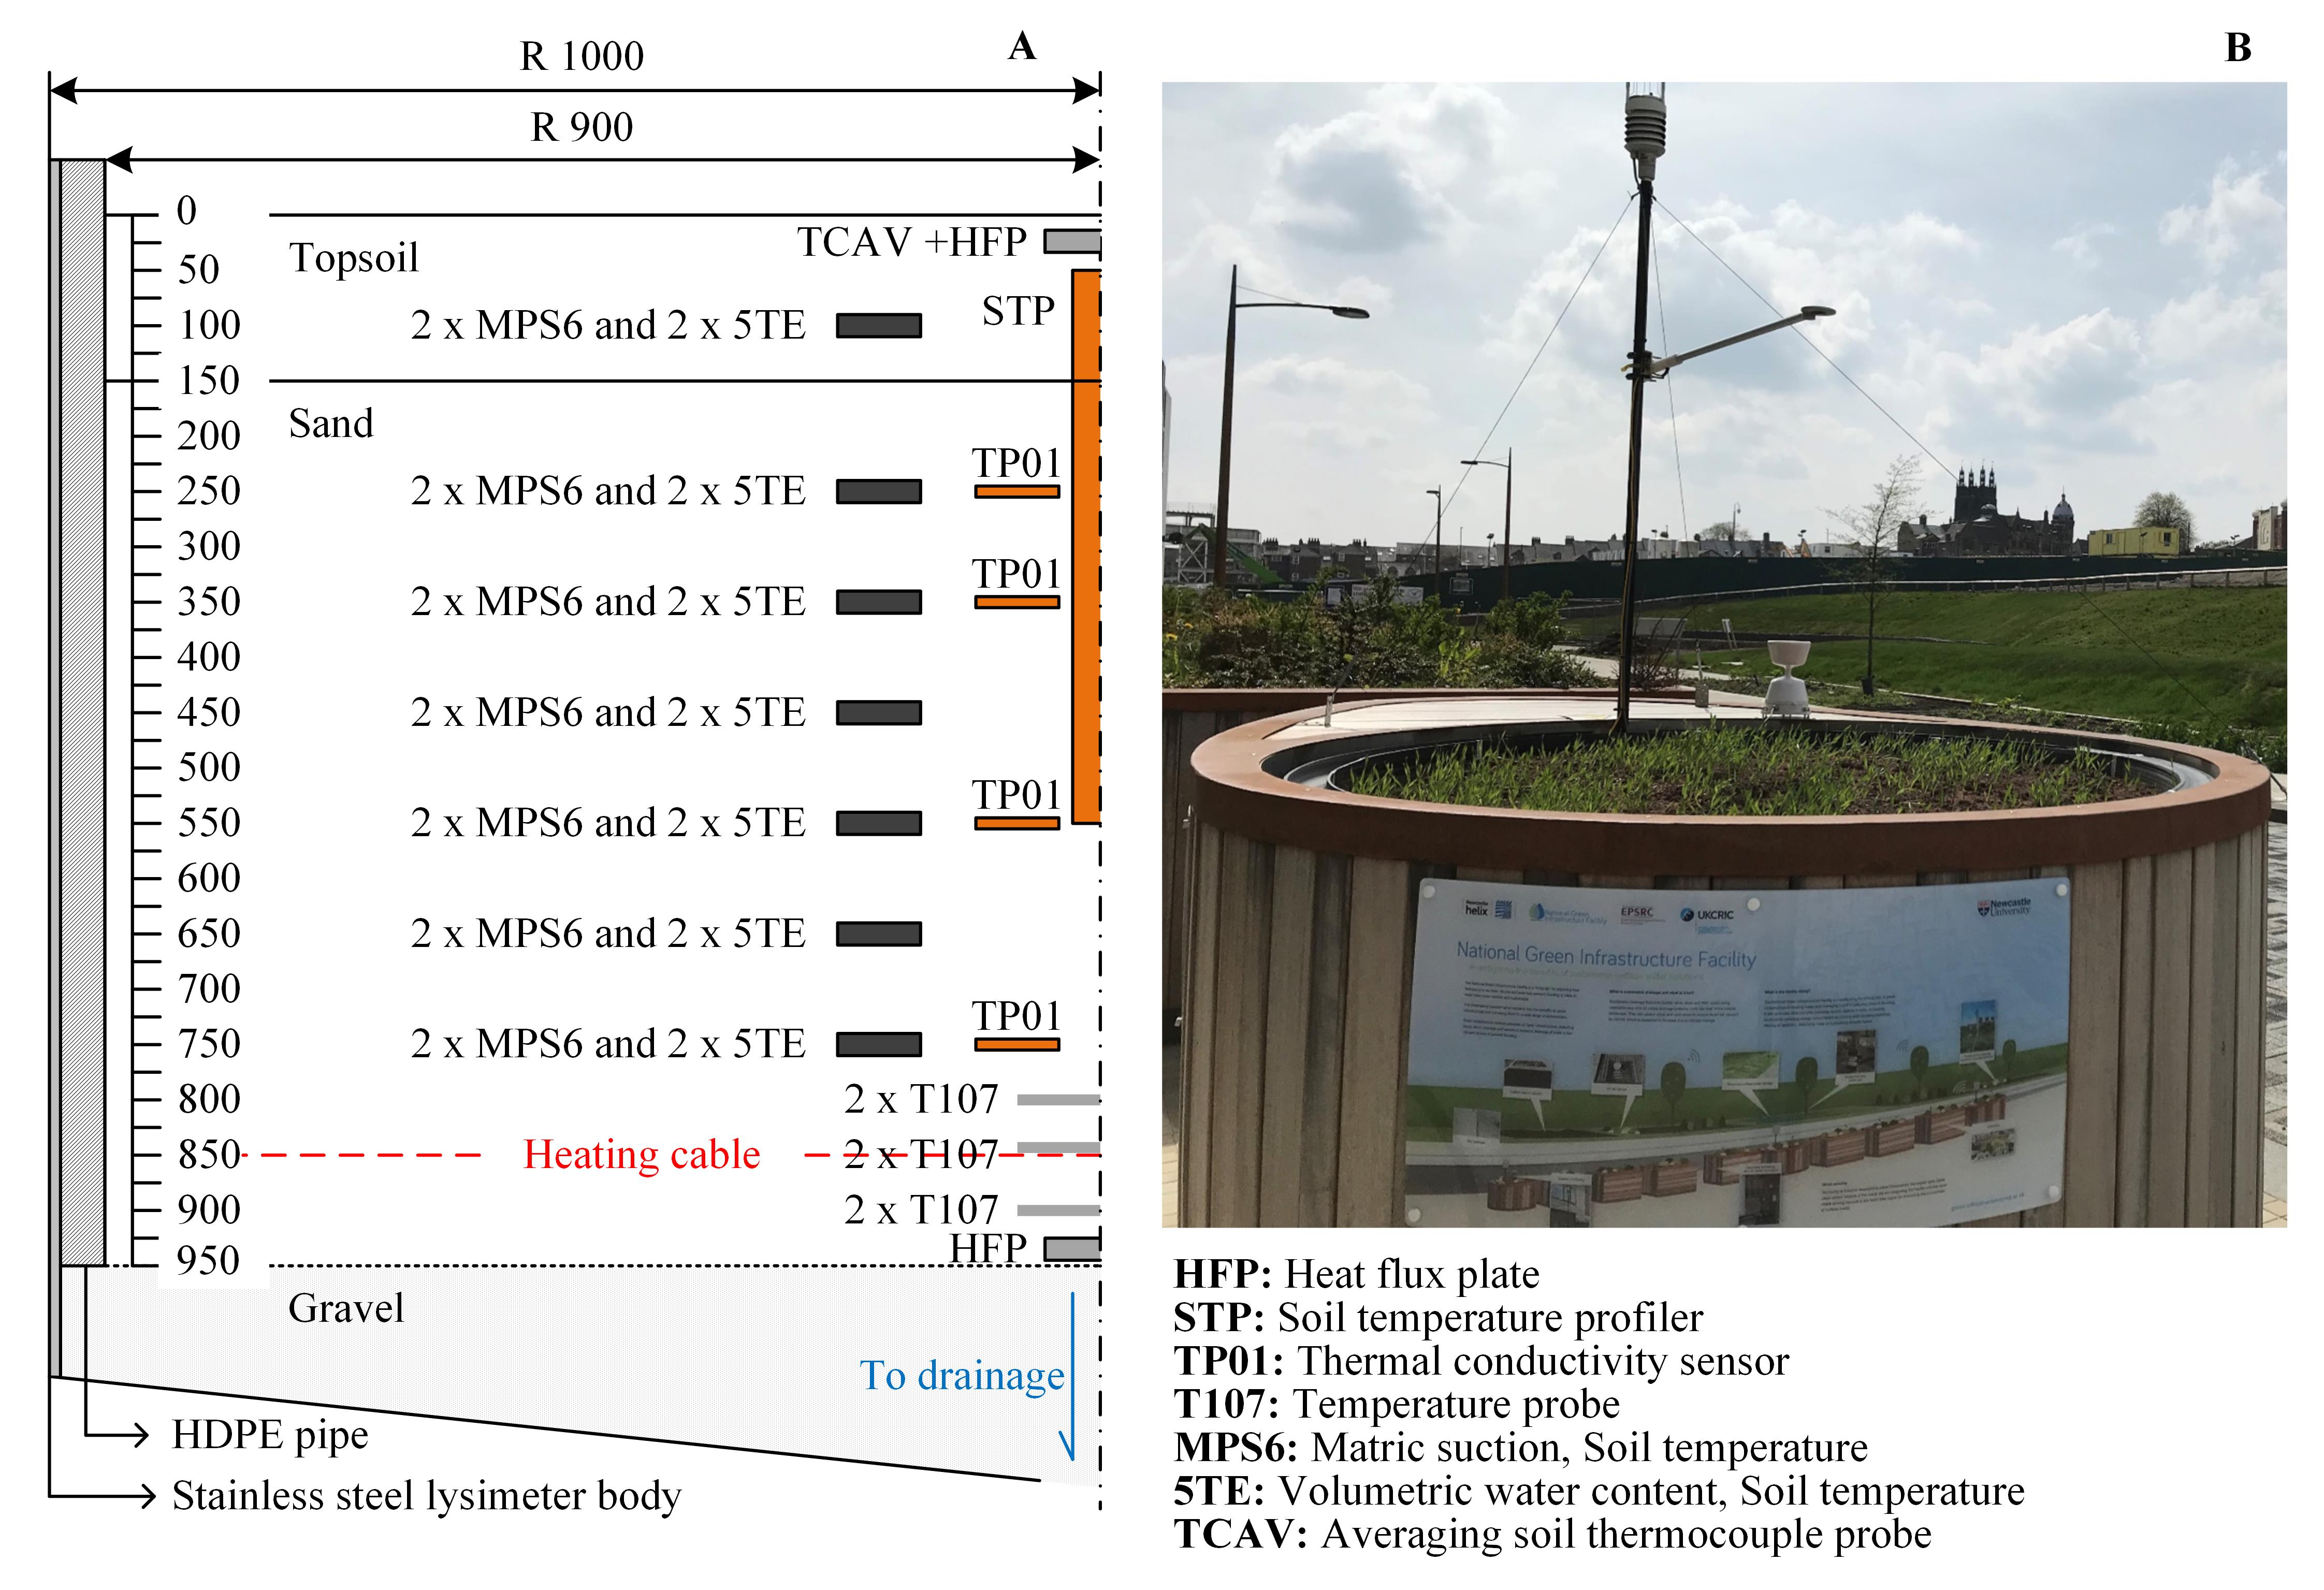 A
B
R 1000
R 900
0
TCAV +HFP
Topsoil
50
STP
2 x MPS6 and 2 x 5TE
100
150
Sand
200
TP01
2 x MPS6 and 2 x 5TE
250
300
TP01
2 x MPS6 and 2 x 5TE
350
400
2 x MPS6 and 2 x 5TE
450
500
TP01
2 x MPS6 and 2 x 5TE
550
600
2 x MPS6 and 2 x 5TE
650
700
TP01
2 x MPS6 and 2 x 5TE
750
2 x T107
800
Heating cable
2 x T107
850
2 x T107
900
HFP
950
Gravel
To drainage
HDPE pipe
Stainless steel lysimeter body
Newcastle
helix
National Green
Infrastructure Facility
EPSRC
UKCRIC
Newcastle
University
National Green Infrastructure Facility
HFP: Heat flux plate
STP: Soil temperature profiler
TP01: Thermal conductivity sensor
T107: Temperature probe
MPS6: Matric suction, Soil temperature
5TE: Volumetric water content, Soil temperature
TCAV: Averaging soil thermocouple probe